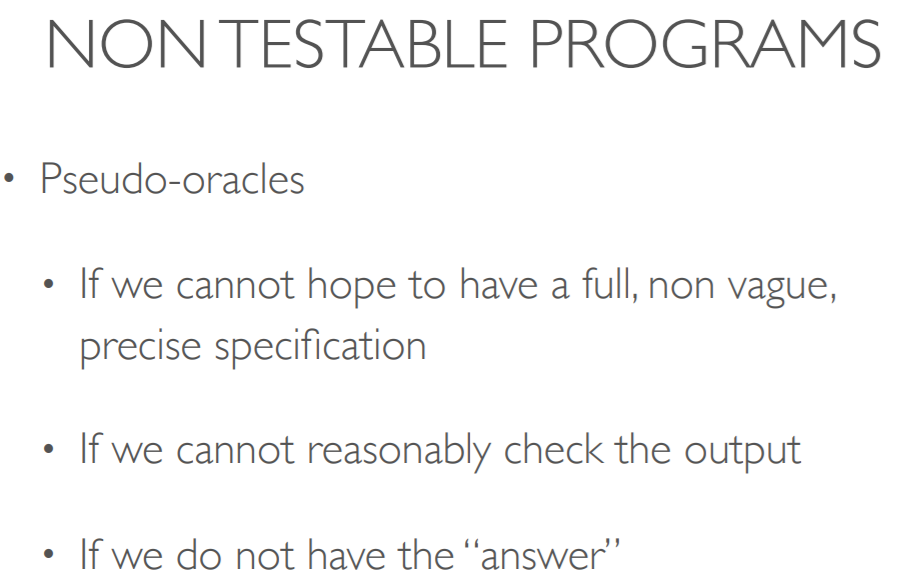 NON TESTABLE PROGRAMS
• Pseudo-oracles
• If we cannot hope to have a full, non vague,
precise specification
• If we cannot reasonably check the output
• If we do not have the “answer”